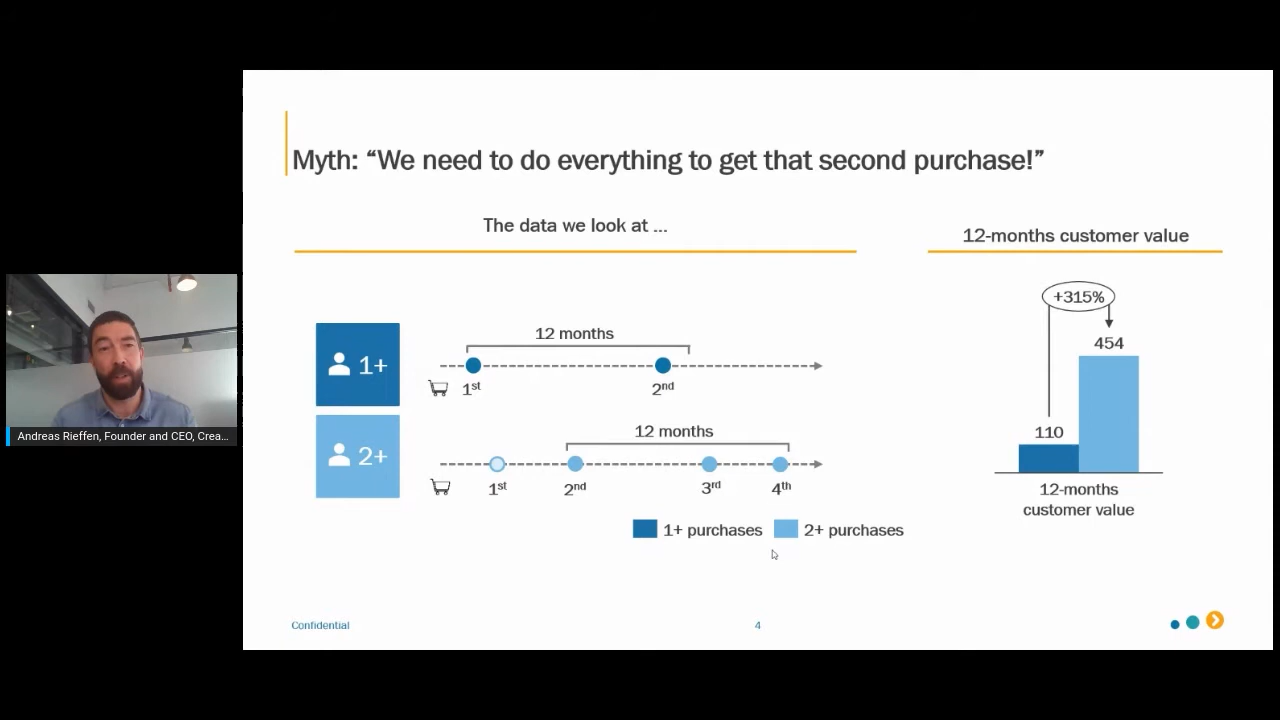 Myth: “We need to do everything to get that second purchase!”
The data we look at ...
12-months customer value
+315%
454
110
12-months
customer value
1+
12 months
1st
2nd
2+
12 months
1st
2nd
3rd
4th
1+ purchases
2+ purchases
Andreas Rieffen, Founder and CEO, Crea…
Confidential
4